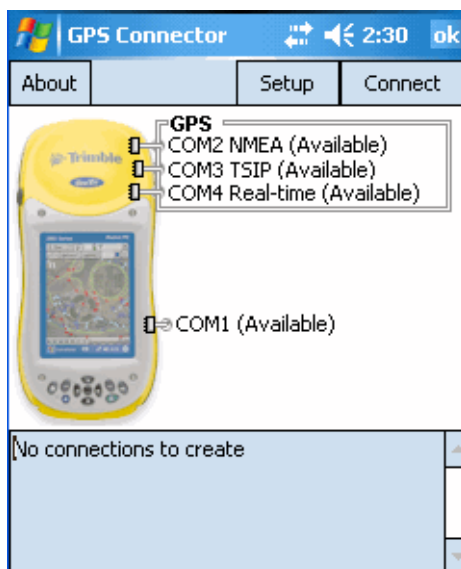 GPS Connector 2:30 ok
About Setup Connect
GPS
COM2 NMEA (Available)
COM3 TSIP (Available)
COM4 Real-time (Available)
Trimble
COM1 (Available)
No connections to create